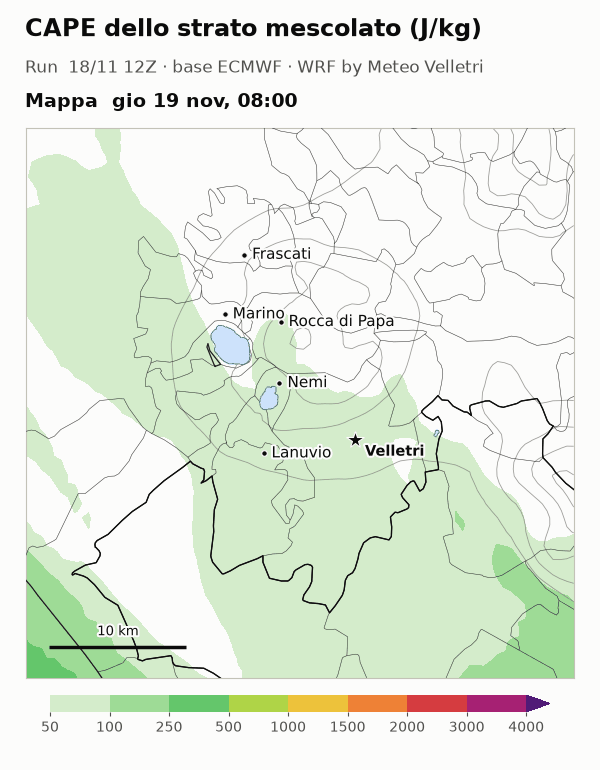 CAPE dello strato mescolato (J/kg)
Run  18/11 12Z · base ECMWF · WRF by Meteo Velletri
Mappa  gio 19 nov, 08:00
Frascati
Marino
Rocca di Papa
Nemi
Velletri
Lanuvio
10 km
50 100 250 500 1000 1500 2000 3000 4000